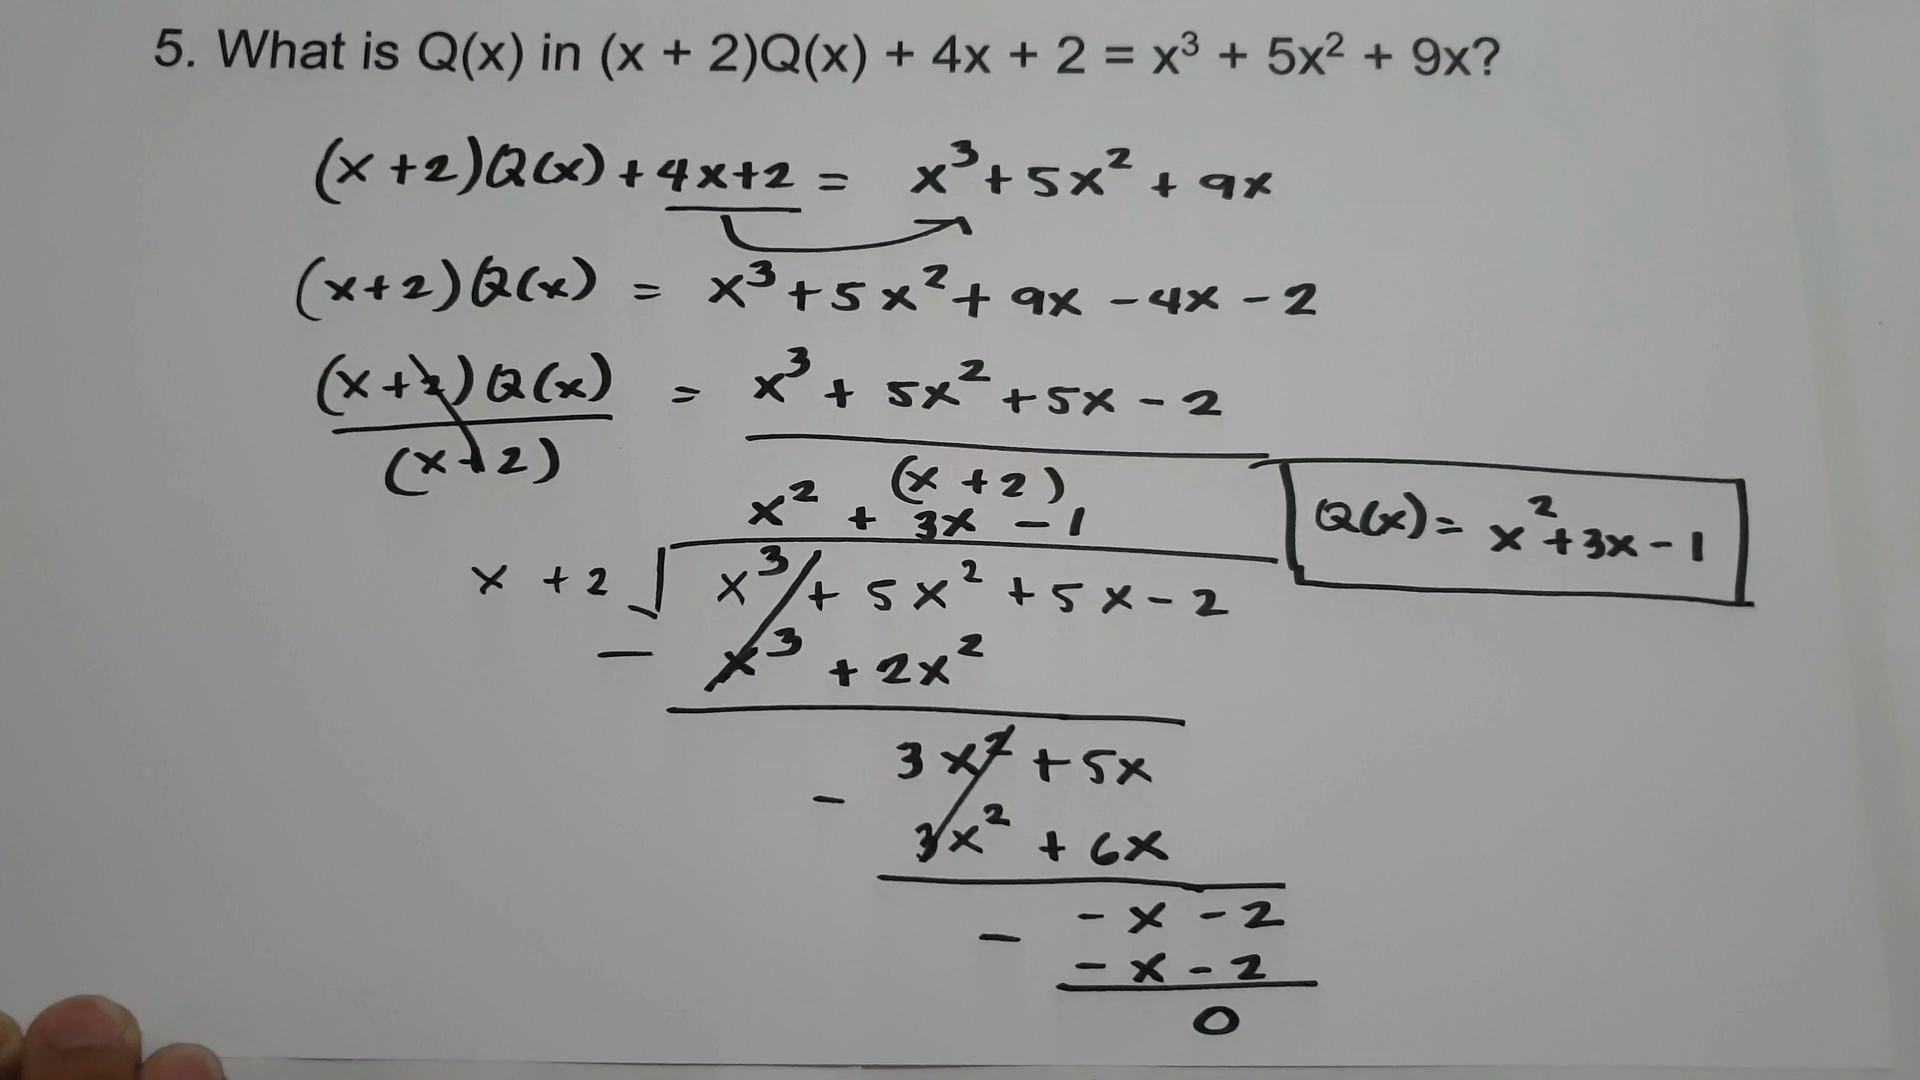 5. What is Q(x) in (x + 2)Q(x) + 4x + 2 = x³ + 5x² + 9x?
(x+2)Q(x) + 4x+2 = x³ + 5x² + 9x
(x+2)Q(x) = x³ + 5x² + 9x - 4x - 2
(x+2)Q(x) = x³ + 5x² + 5x - 2
(x+2) (x+2)
x² + 3x - 1
Q(x) = x² + 3x - 1
x + 2 √ x³ + 5x² + 5x - 2
- x³ + 2x²
3x² + 5x
- 3x² + 6x
- x - 2
- - x - 2
0